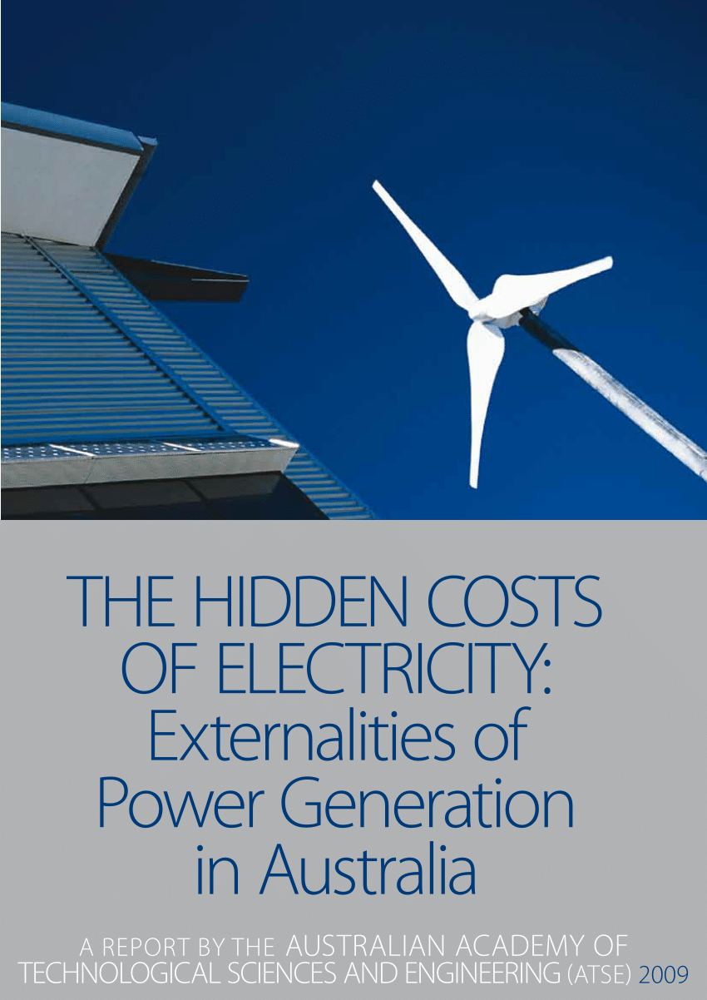 THE HIDDEN COSTS
OF ELECTRICITY:
Externalities of
Power Generation
in Australia
A REPORT BY THE AUSTRALIAN ACADEMY OF
TECHNOLOGICAL SCIENCES AND ENGINEERING (ATSE) 2009